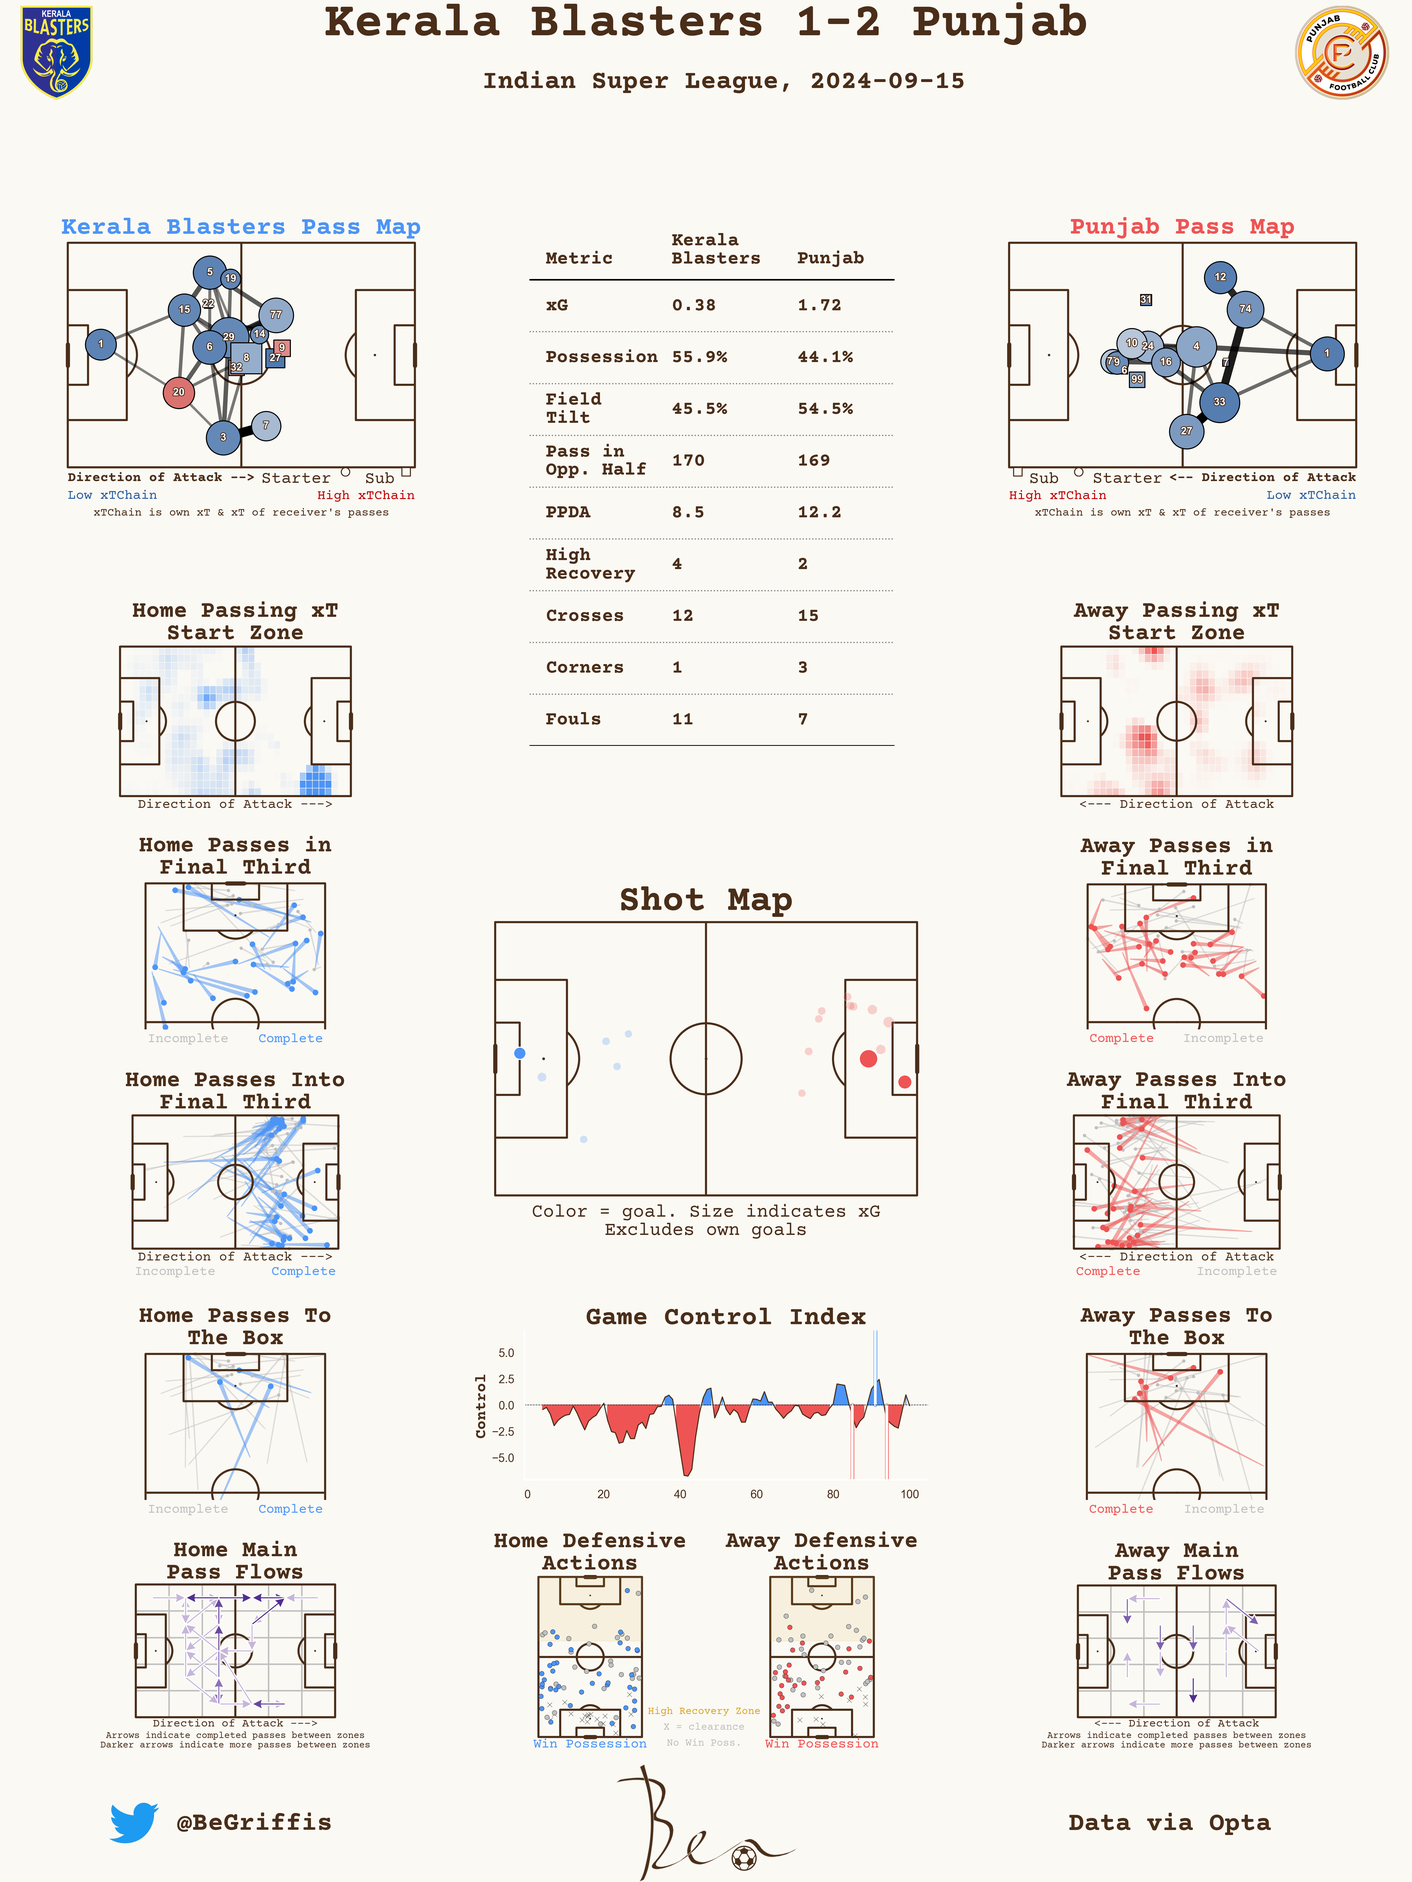 Kerala Blasters 1-2 Punjab
Indian Super League, 2024-09-15
KERALA
BLASTERS
PUNJAB
FOOTBALL CLUB
Kerala Blasters Pass Map
5
19
15
22
77
1
29
14
6
8
9
27
32
20
3
7
Direction of Attack --> Starter Sub
Low xTChain High xTChain
xTChain is own xT & xT of receiver's passes
Metric Kerala Blasters Punjab
xG 0.38 1.72
Possession 55.9% 44.1%
Field Tilt 45.5% 54.5%
Pass in Opp. Half 170 169
PPDA 8.5 12.2
High Recovery 4 2
Crosses 12 15
Corners 1 3
Fouls 11 7
Punjab Pass Map
12
31
74
10
24
4
1
16
7
99
33
27
Sub Starter <-- Direction of Attack
High xTChain Low xTChain
xTChain is own xT & xT of receiver's passes
Home Passing xT
Start Zone
Direction of Attack --->
Away Passing xT
Start Zone
<--- Direction of Attack
Home Passes in
Final Third
Incomplete Complete
Away Passes in
Final Third
Complete Incomplete
Shot Map
Color = goal. Size indicates xG
Excludes own goals
Home Passes Into
Final Third
Direction of Attack --->
Incomplete Complete
Away Passes Into
Final Third
<--- Direction of Attack
Complete Incomplete
Home Passes To
The Box
Incomplete Complete
Game Control Index
Control
5.0
2.5
0.0
−2.5
−5.0
0 20 40 60 80 100
Away Passes To
The Box
Complete Incomplete
Home Main
Pass Flows
Direction of Attack --->
Arrows indicate completed passes between zones
Darker arrows indicate more passes between zones
Home Defensive
Actions
Win Possession
Away Defensive
Actions
Win Possession
High Recovery Zone
X = clearance
No Win Poss.
Away Main
Pass Flows
<--- Direction of Attack
Arrows indicate completed passes between zones
Darker arrows indicate more passes between zones
@BeGriffis
Ben
Data via Opta